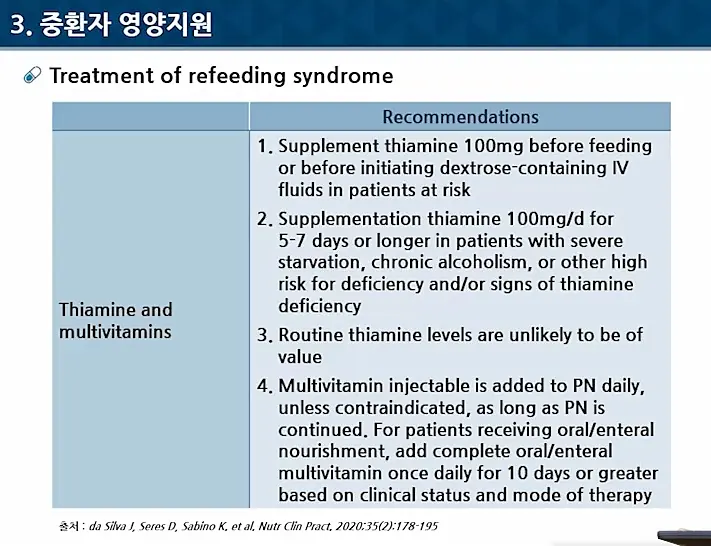 3. 중환자 영양지원
Treatment of refeeding syndrome
Recommendations
Thiamine and
multivitamins
1. Supplement thiamine 100mg before feeding
or before initiating dextrose-containing IV
fluids in patients at risk
2. Supplementation thiamine 100mg/d for
5-7 days or longer in patients with severe
starvation, chronic alcoholism, or other high
risk for deficiency and/or signs of thiamine
deficiency
3. Routine thiamine levels are unlikely to be of
value
4. Multivitamin injectable is added to PN daily,
unless contraindicated, as long as PN is
continued. For patients receiving oral/enteral
nourishment, add complete oral/enteral
multivitamin once daily for 10 days or greater
based on clinical status and mode of therapy
출처 : da Silva J, Seres D, Sabino K, et al. Nutr Clin Pract. 2020;35(2):178-195